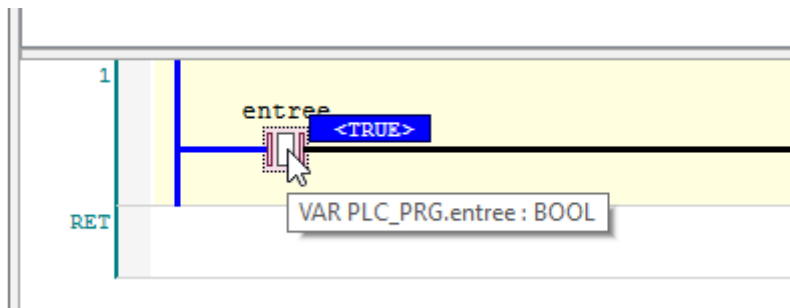 1
entree
<TRUE>
VAR PLC_PRG.entree : BOOL
RET